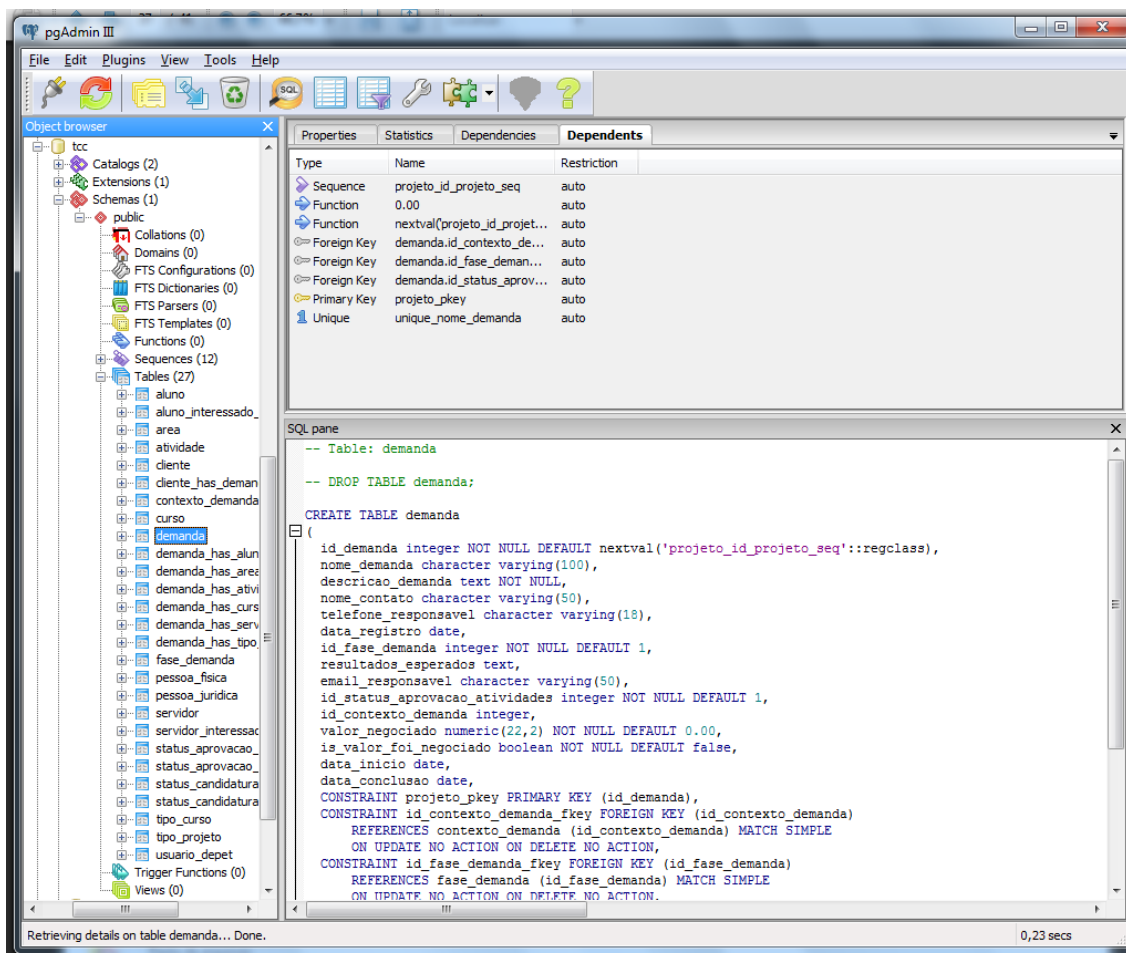 pgAdmin III
File Edit Plugins View Tools Help
SQL
Object browser
tcc
Catalogs (2)
Extensions (1)
Schemas (1)
public
Collations (0)
Domains (0)
FTS Configurations (0)
FTS Dictionaries (0)
FTS Parsers (0)
FTS Templates (0)
Functions (0)
Sequences (12)
Tables (27)
aluno
aluno_interessado_
area
atividade
cliente
cliente_has_deman
contexto_demanda
curso
demanda
demanda_has_alun
demanda_has_area
demanda_has_ativi
demanda_has_curs
demanda_has_serv
demanda_has_tipo_
fase_demanda
pessoa_fisica
pessoa_juridica
servidor
servidor_interessac
status_aprovacao_
status_aprovacao_
status_candidatura
status_candidatura
tipo_curso
tipo_projeto
usuario_depet
Trigger Functions (0)
Views (0)
Properties Statistics Dependencies Dependents
Type Name Restriction
Sequence projeto_id_projeto_seq auto
Function 0.00 auto
Function nextval('projeto_id_projet... auto
Foreign Key demanda.id_contexto_de... auto
Foreign Key demanda.id_fase_deman... auto
Foreign Key demanda.id_status_aprov... auto
Primary Key projeto_pkey auto
1 Unique unique_nome_demanda auto
SQL pane
-- Table: demanda
-- DROP TABLE demanda;
CREATE TABLE demanda
(
id_demanda integer NOT NULL DEFAULT nextval('projeto_id_projeto_seq'::regclass),
nome_demanda character varying(100),
descricao_demanda text NOT NULL,
nome_contato character varying(50),
telefone_responsavel character varying(18),
data_registro date,
id_fase_demanda integer NOT NULL DEFAULT 1,
resultados_esperados text,
email_responsavel character varying(50),
id_status_aprovacao_atividades integer NOT NULL DEFAULT 1,
id_contexto_demanda integer,
valor_negociado numeric(22,2) NOT NULL DEFAULT 0.00,
is_valor_foi_negociado boolean NOT NULL DEFAULT false,
data_inicio date,
data_conclusao date,
CONSTRAINT projeto_pkey PRIMARY KEY (id_demanda),
CONSTRAINT id_contexto_demanda_fkey FOREIGN KEY (id_contexto_demanda)
REFERENCES contexto_demanda (id_contexto_demanda) MATCH SIMPLE
ON UPDATE NO ACTION ON DELETE NO ACTION,
CONSTRAINT id_fase_demanda_fkey FOREIGN KEY (id_fase_demanda)
REFERENCES fase_demanda (id_fase_demanda) MATCH SIMPLE
ON UPDATE NO ACTION ON DELETE NO ACTION,
Retrieving details on table demanda... Done. 0,23 secs